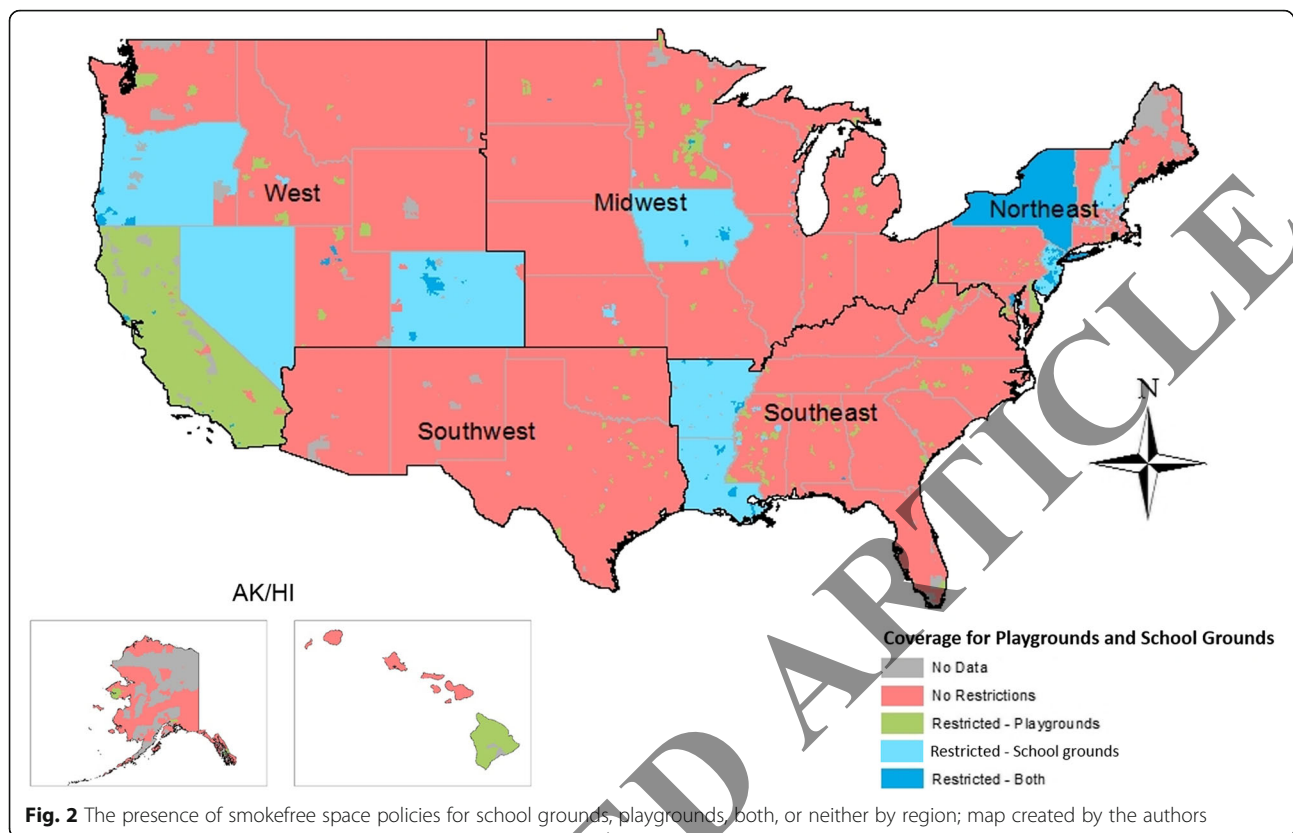 West
Midwest
Northeast
Southwest
Southeast
N
AK/HI
Coverage for Playgrounds and School Grounds
No Data
No Restrictions
Restricted - Playgrounds
Restricted - School grounds
Restricted - Both
ED ARTICLE
Fig. 2 The presence of smokefree space policies for school grounds, playgrounds, both, or neither by region; map created by the authors